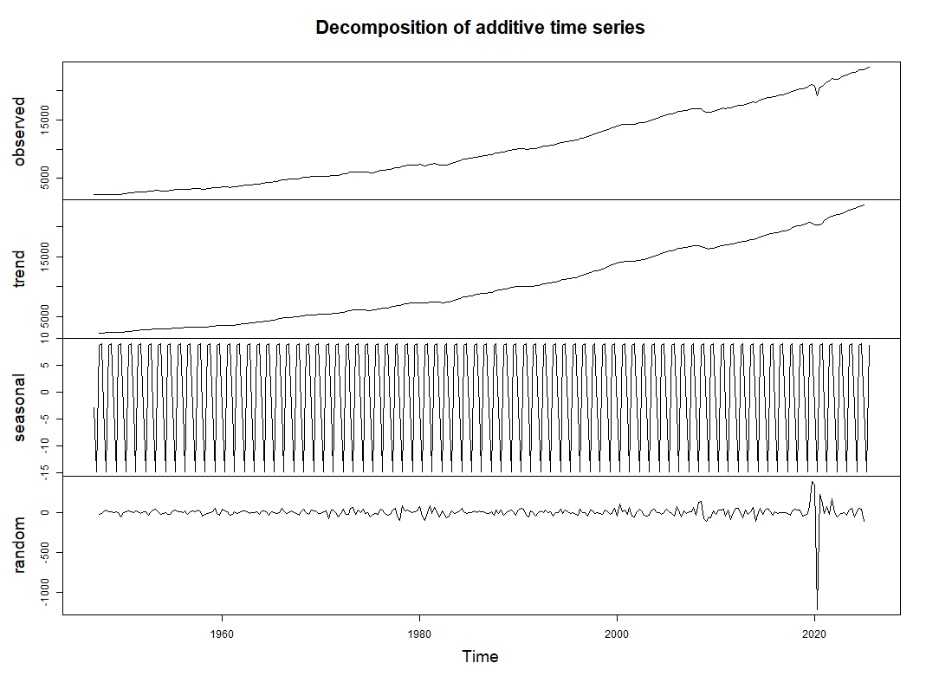 Decomposition of additive time series
observed
15000
5000
trend
15000
5000
seasonal
10
5
0
-5
-10
-15
random
0
-500
-1000
1960
1980
2000
2020
Time